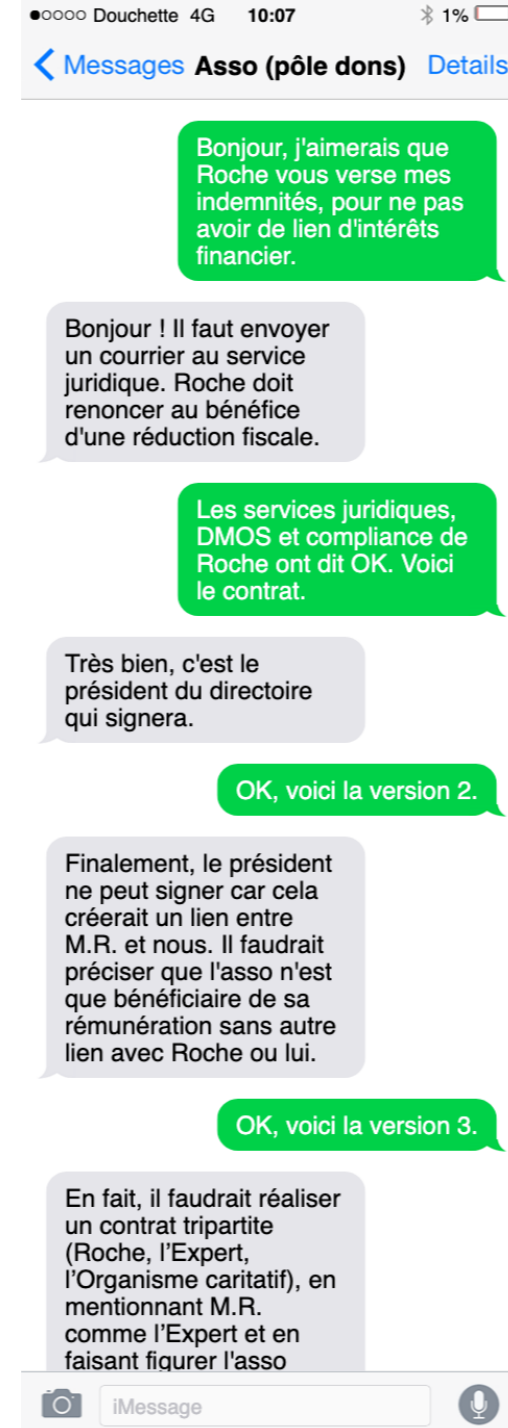 Douchette 4G 10:07 1%
Messages Asso (pôle dons) Details
Bonjour, j'aimerais que
Roche vous verse mes
indemnités, pour ne pas
avoir de lien d'intérêts
financier.
Bonjour ! Il faut envoyer
un courrier au service
juridique. Roche doit
renoncer au bénéfice
d'une réduction fiscale.
Les services juridiques,
DMOS et compliance de
Roche ont dit OK. Voici
le contrat.
Très bien, c'est le
président du directoire
qui signera.
OK, voici la version 2.
Finalement, le président
ne peut signer car cela
créerait un lien entre
M.R. et nous. Il faudrait
préciser que l'asso n'est
que bénéficiaire de sa
rémunération sans autre
lien avec Roche ou lui.
OK, voici la version 3.
En fait, il faudrait réaliser
un contrat tripartite
(Roche, l’Expert,
l’Organisme caritatif), en
mentionnant M.R.
comme l’Expert et en
faisant figurer l'asso
iMessage